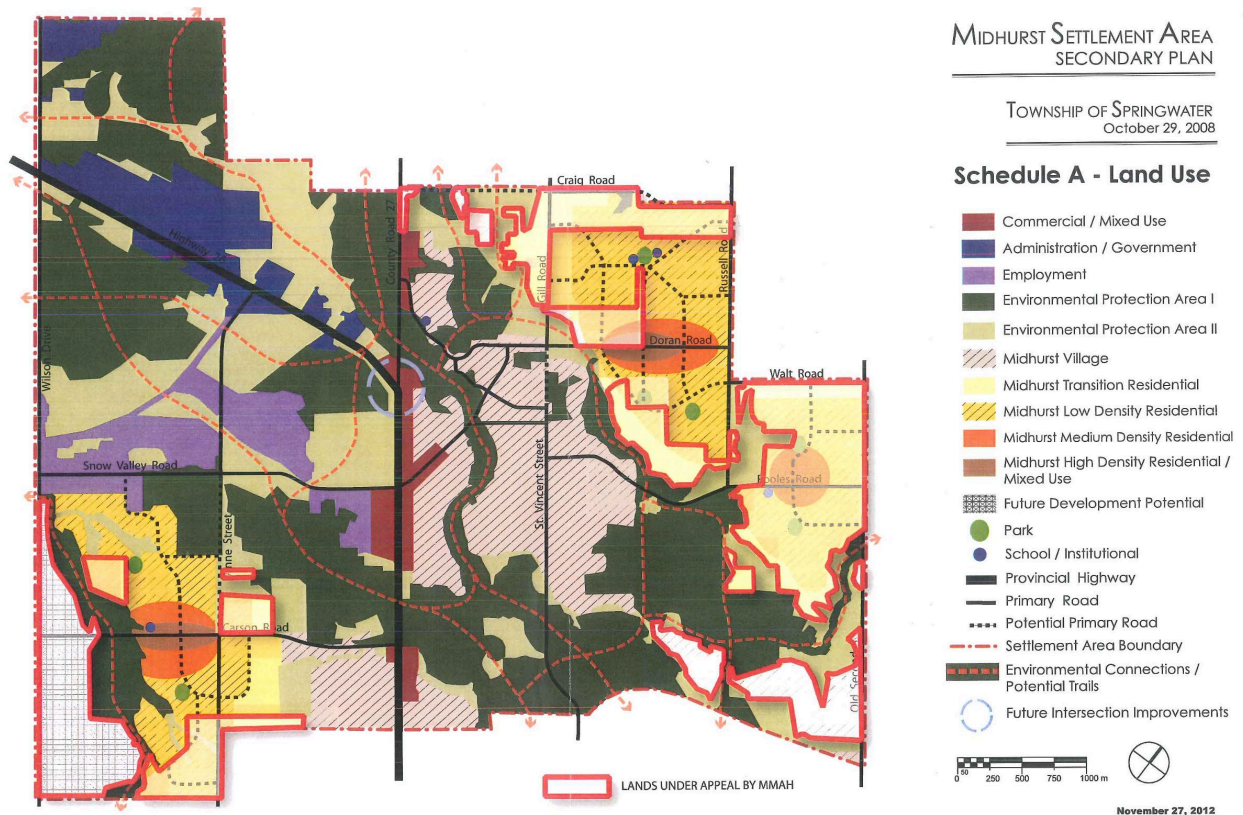 MIDHURST SETTLEMENT AREA
SECONDARY PLAN
TOWNSHIP OF SPRINGWATER
October 29, 2008
Schedule A - Land Use
Commercial / Mixed Use
Administration / Government
Employment
Environmental Protection Area I
Environmental Protection Area II
Midhurst Village
Midhurst Transition Residential
Midhurst Low Density Residential
Midhurst Medium Density Residential
Midhurst High Density Residential /
Mixed Use
Future Development Potential
Park
School / Institutional
Provincial Highway
Primary Road
Potential Primary Road
Settlement Area Boundary
Environmental Connections /
Potential Trails
Future Intersection Improvements
0 50 250 500 750 1000 m
November 27, 2012
Craig Road
County Road 27
Highway
Gill Road
Russell Road
Doran Road
Wilson Drive
Walt Road
Snow Valley Road
St. Vincent Street
Pooles Road
Street
Carson Road
Old
LANDS UNDER APPEAL BY MMAH